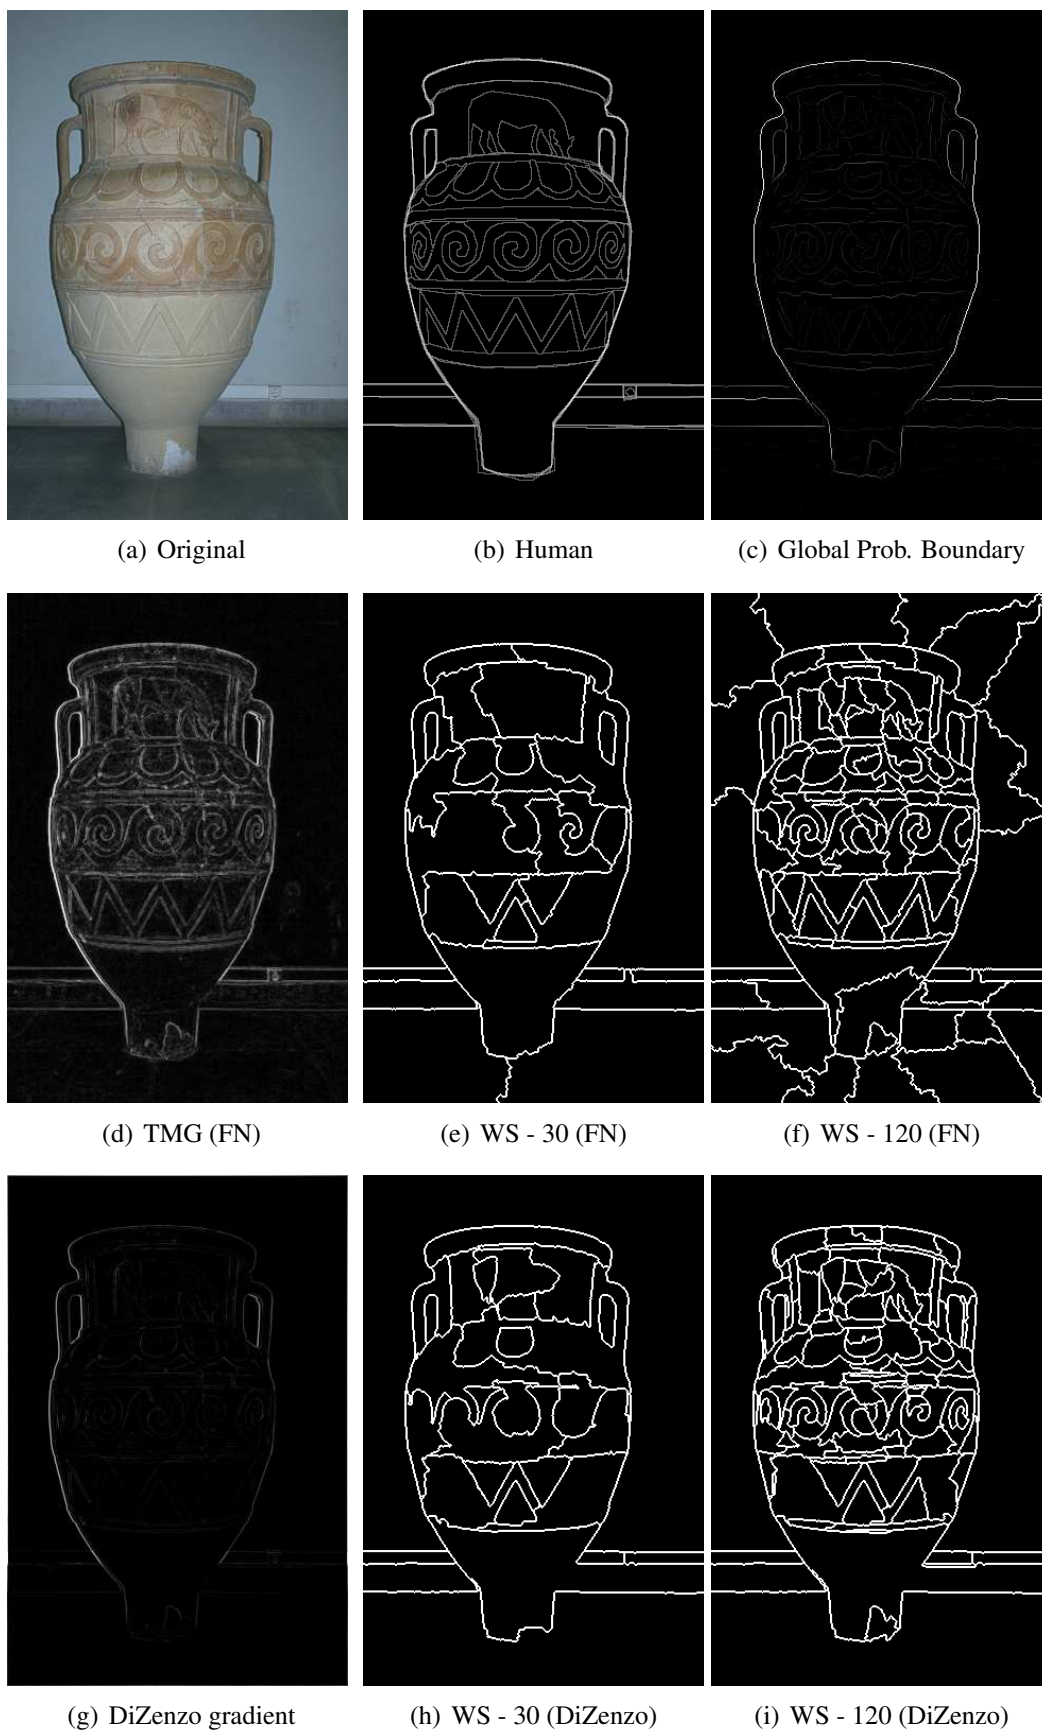 (a) Original
(b) Human
(c) Global Prob. Boundary
(d) TMG (FN)
(e) WS - 30 (FN)
(f) WS - 120 (FN)
(g) DiZenzo gradient
(h) WS - 30 (DiZenzo)
(i) WS - 120 (DiZenzo)